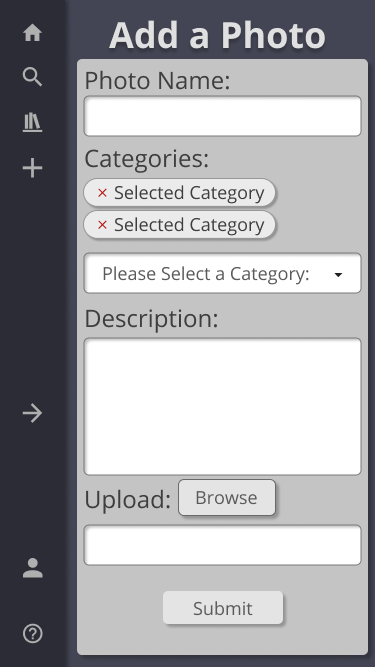 Add a Photo
Photo Name:
Categories:
× Selected Category
× Selected Category
Please Select a Category:
Description:
Upload: Browse
Submit